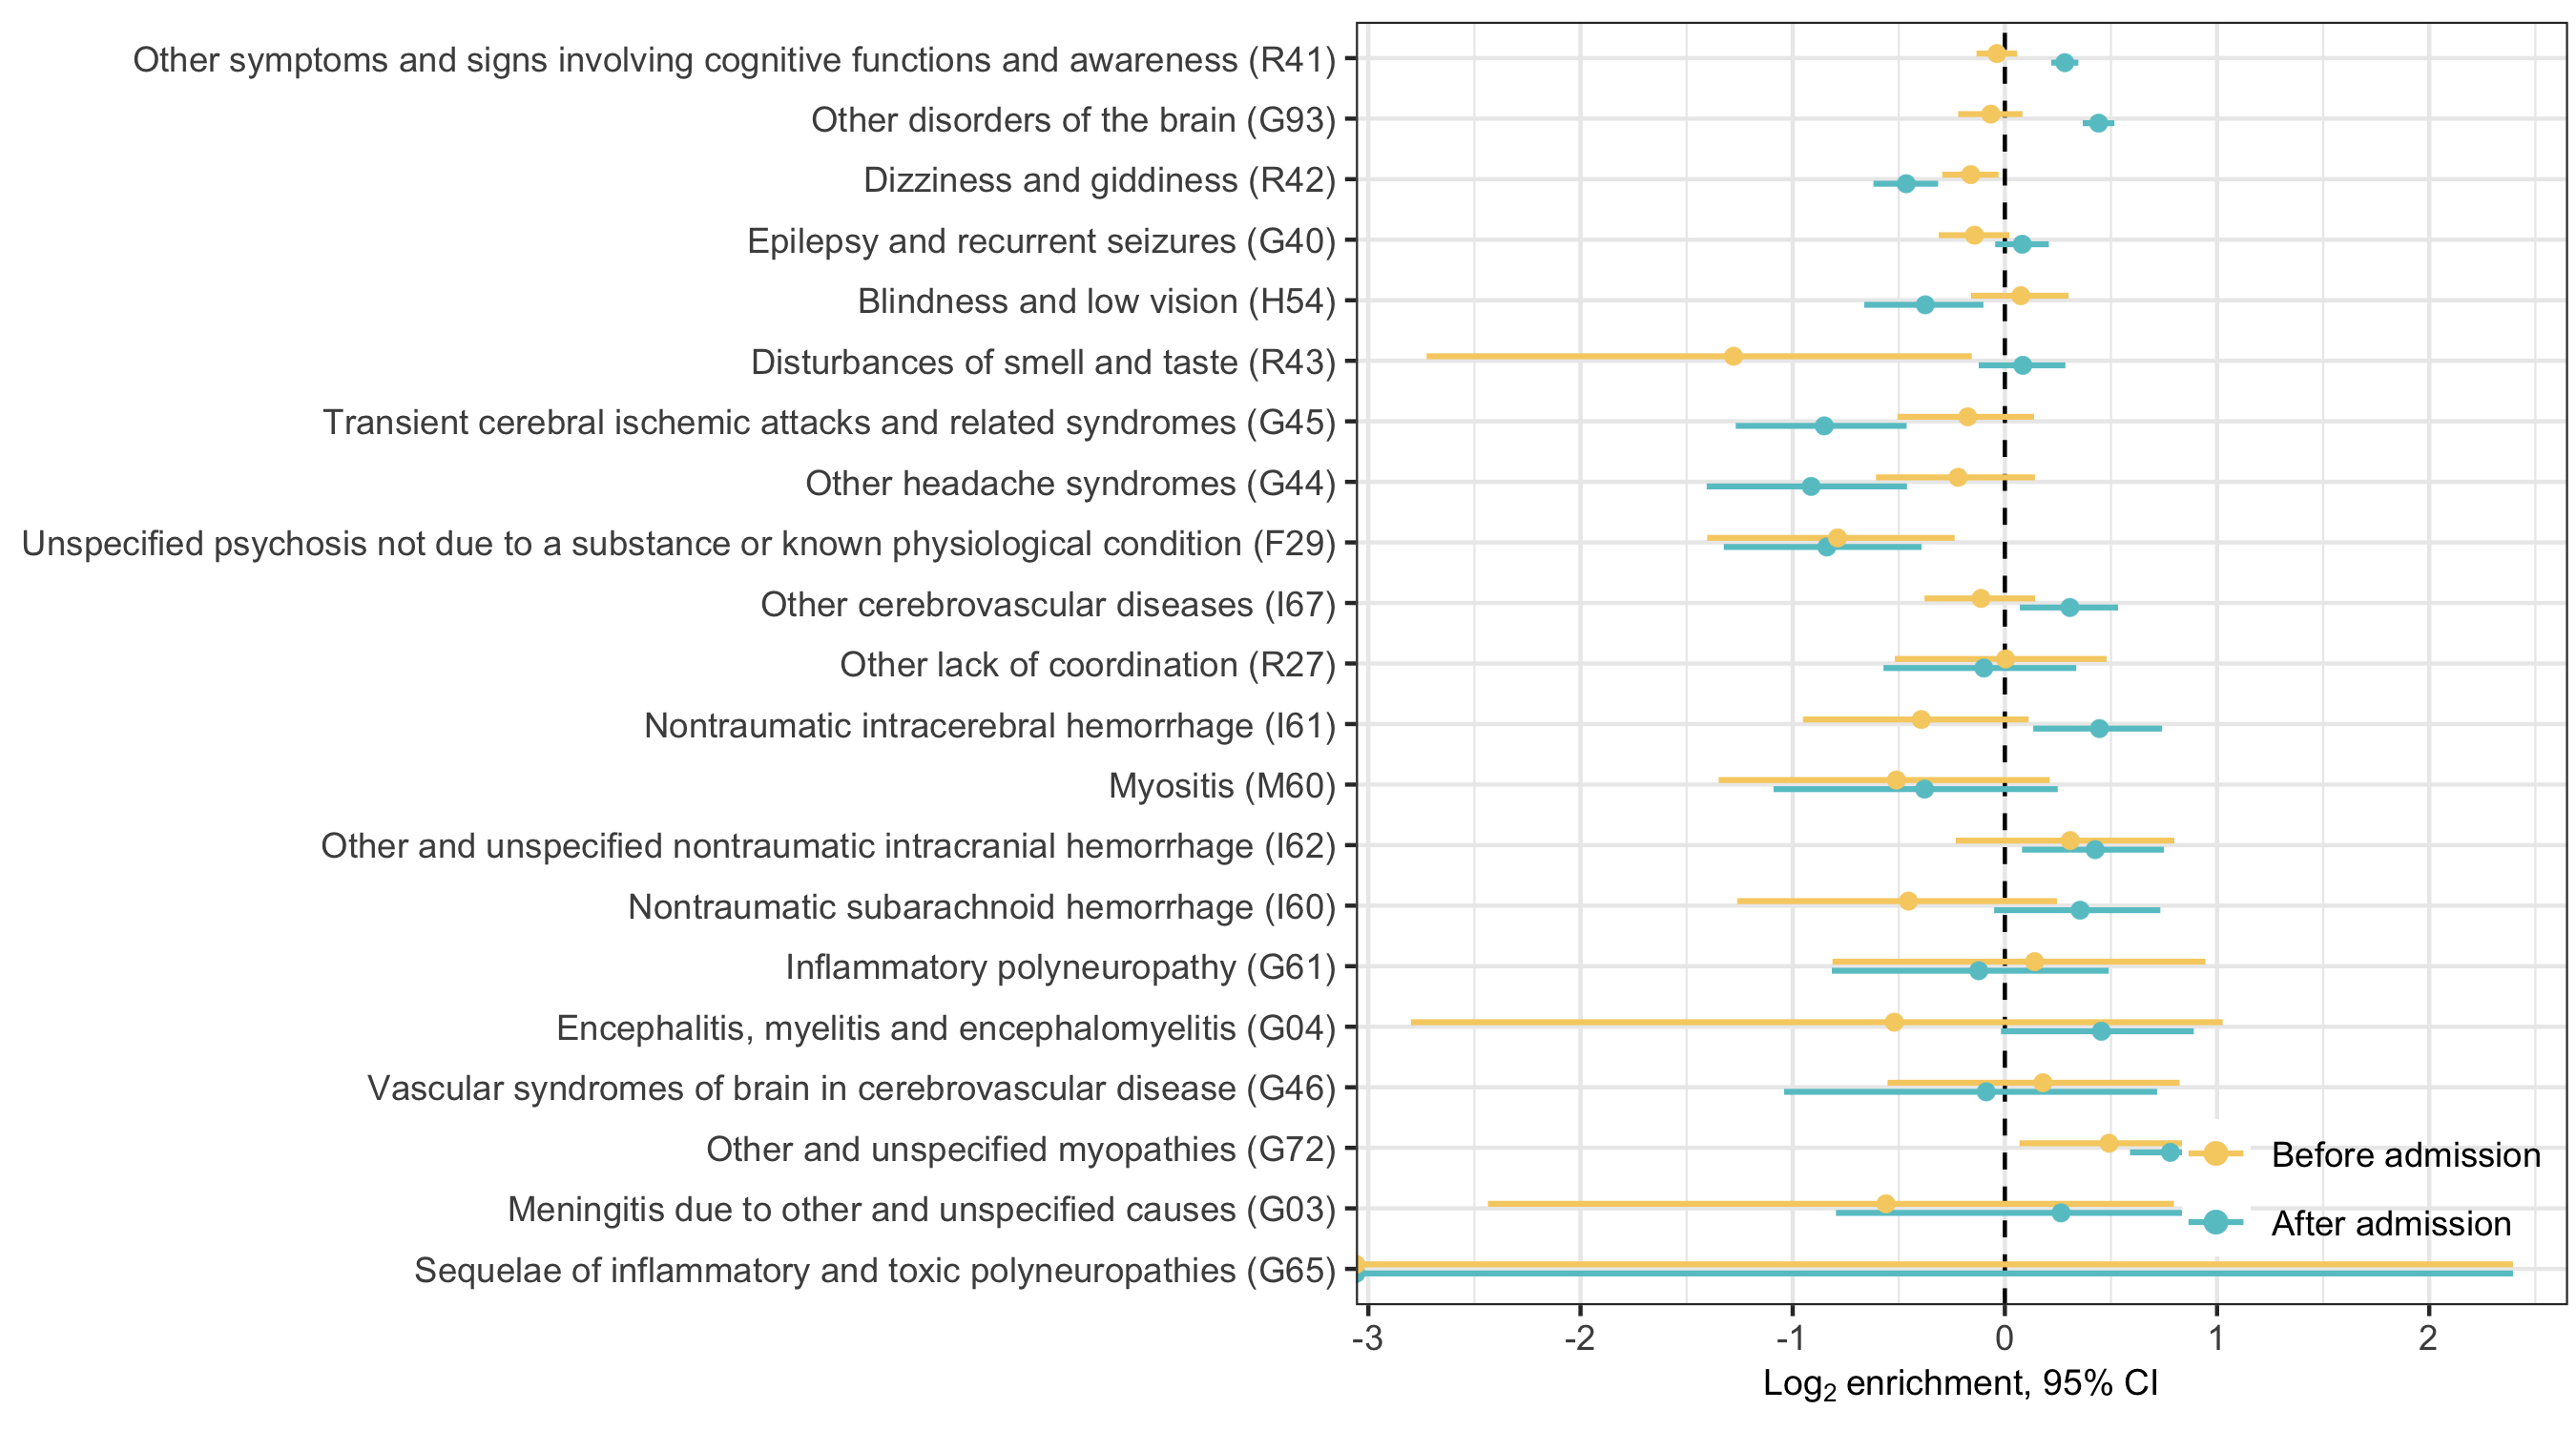 Other symptoms and signs involving cognitive functions and awareness (R41)
Other disorders of the brain (G93)
Dizziness and giddiness (R42)
Epilepsy and recurrent seizures (G40)
Blindness and low vision (H54)
Disturbances of smell and taste (R43)
Transient cerebral ischemic attacks and related syndromes (G45)
Other headache syndromes (G44)
Unspecified psychosis not due to a substance or known physiological condition (F29)
Other cerebrovascular diseases (I67)
Other lack of coordination (R27)
Nontraumatic intracerebral hemorrhage (I61)
Myositis (M60)
Other and unspecified nontraumatic intracranial hemorrhage (I62)
Nontraumatic subarachnoid hemorrhage (I60)
Inflammatory polyneuropathy (G61)
Encephalitis, myelitis and encephalomyelitis (G04)
Vascular syndromes of brain in cerebrovascular disease (G46)
Other and unspecified myopathies (G72)
Meningitis due to other and unspecified causes (G03)
Sequelae of inflammatory and toxic polyneuropathies (G65)
Before admission
After admission
-3 -2 -1 0 1 2
Log₂ enrichment, 95% CI